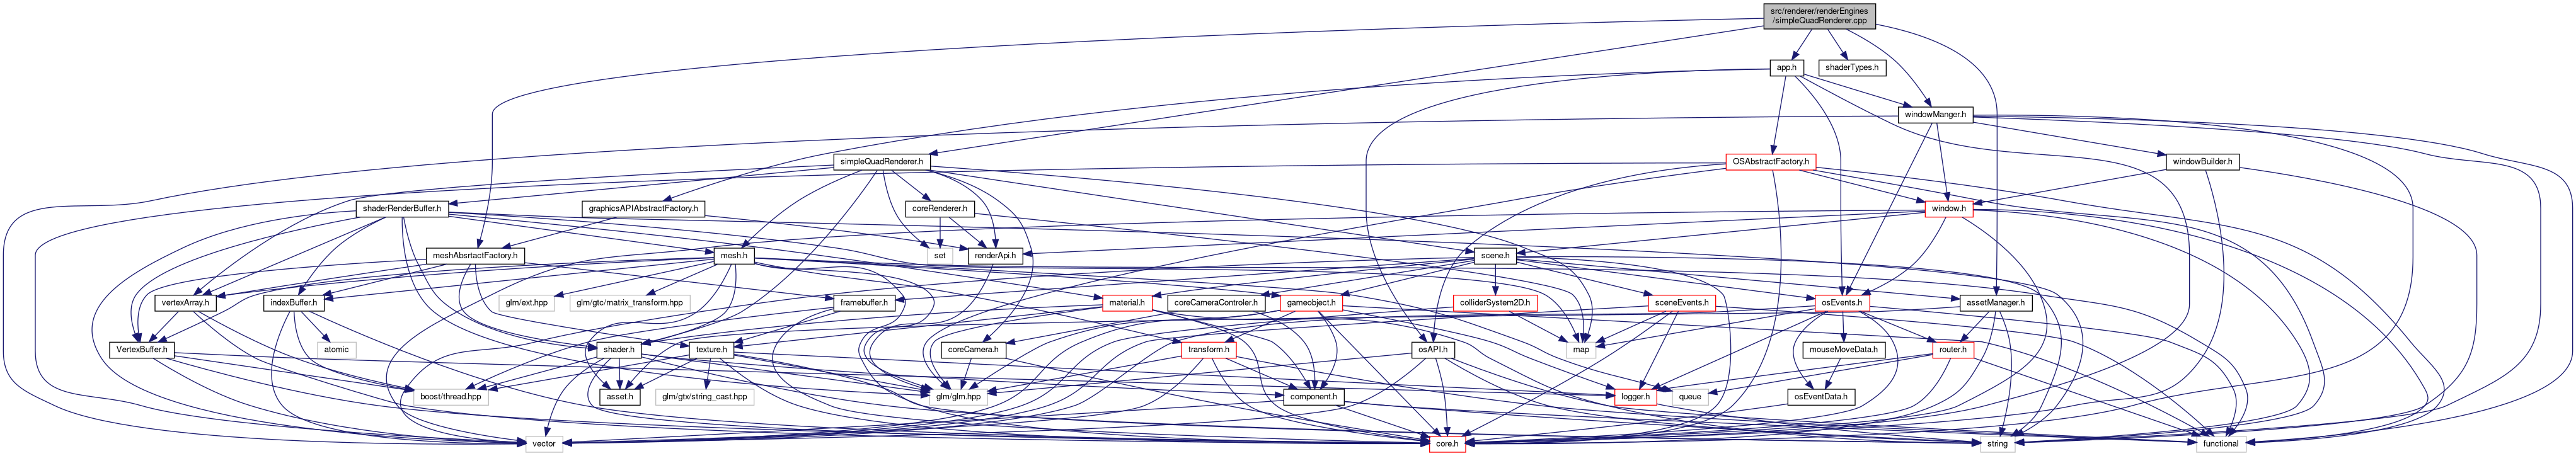 src/renderer/renderEngines
/simpleQuadRenderer.cpp
app.h
shaderTypes.h
windowManger.h
simpleQuadRenderer.h
OSAbstractFactory.h
windowBuilder.h
shaderRenderBuffer.h
graphicsAPIAbstractFactory.h
coreRenderer.h
window.h
meshAbsrtactFactory.h
mesh.h
set
renderApi.h
scene.h
vertexArray.h
indexBuffer.h
glm/ext.hpp
glm/gtc/matrix_transform.hpp
framebuffer.h
material.h
coreCameraControler.h
gameobject.h
colliderSystem2D.h
sceneEvents.h
osEvents.h
assetManager.h
VertexBuffer.h
atomic
shader.h
texture.h
coreCamera.h
transform.h
osAPI.h
map
mouseMoveData.h
router.h
boost/thread.hpp
asset.h
glm/gtx/string_cast.hpp
glm/glm.hpp
component.h
logger.h
queue
osEventData.h
vector
core.h
string
functional